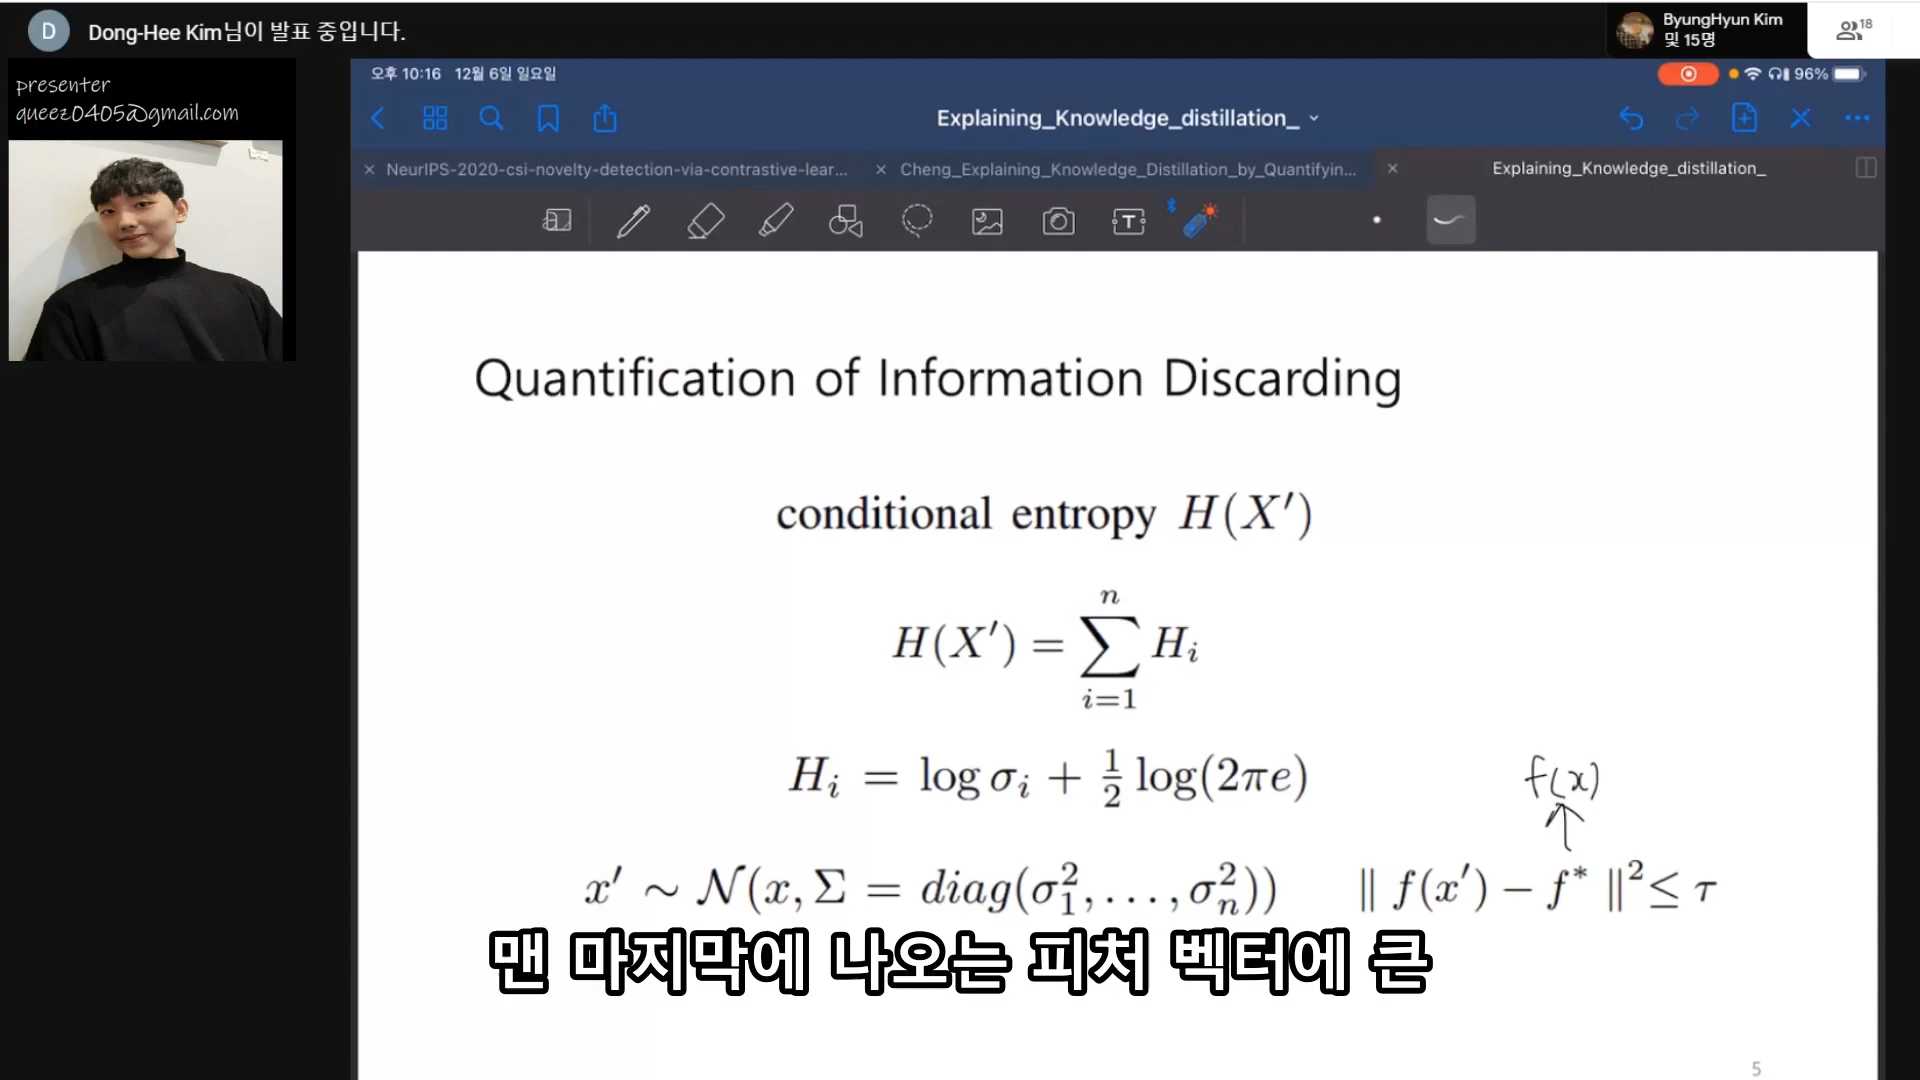 D Dong-Hee Kim님이 발표 중입니다.
ByungHyun Kim
및 15명
18
presenter
queez0405@gmail.com
오후 10:16 12월 6일 일요일
96%
Explaining_Knowledge_distillation_
NeurIPS-2020-csi-novelty-detection-via-contrastive-lear...
Cheng_Explaining_Knowledge_Distillation_by_Quantifyin...
Explaining_Knowledge_distillation_
T
Quantification of Information Discarding
conditional entropy H(X′)
H(X′) = ∑_{i=1}^{n} H_i
H_i = log σ_i + ½ log(2πe)
f(x)
↑
x′ ∼ 𝒩(x, Σ = diag(σ₁², . . . , σₙ²)) ‖ f(x′) − f* ‖² ≤ τ
맨 마지막에 나오는 피처 벡터에 큰
5